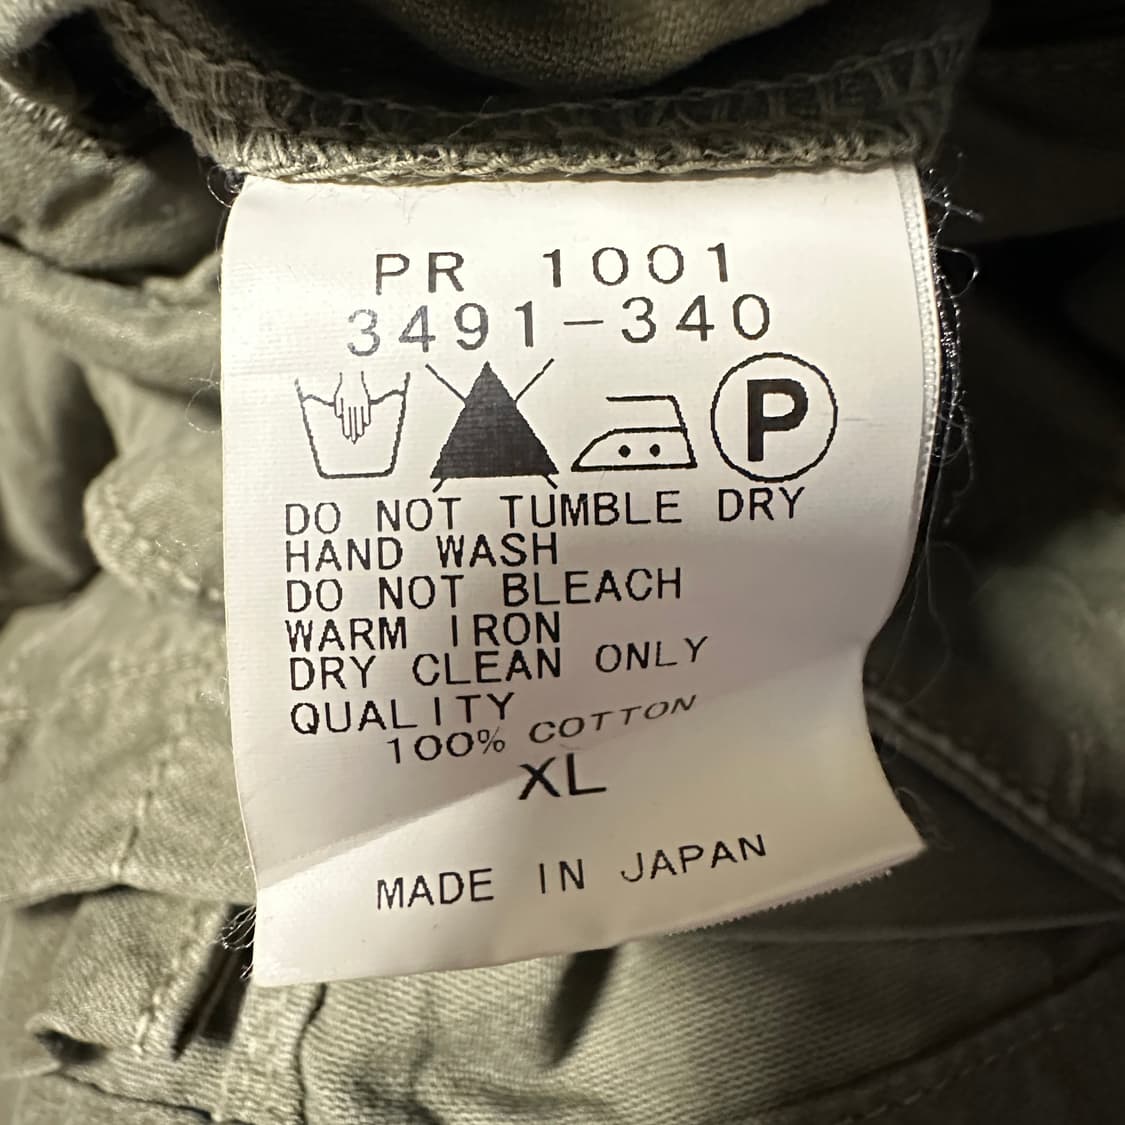 PR 1001
3491-340
P
DO NOT TUMBLE DRY
HAND WASH
DO NOT BLEACH
WARM IRON
DRY CLEAN ONLY
QUALITY
100% COTTON
XL
MADE IN JAPAN